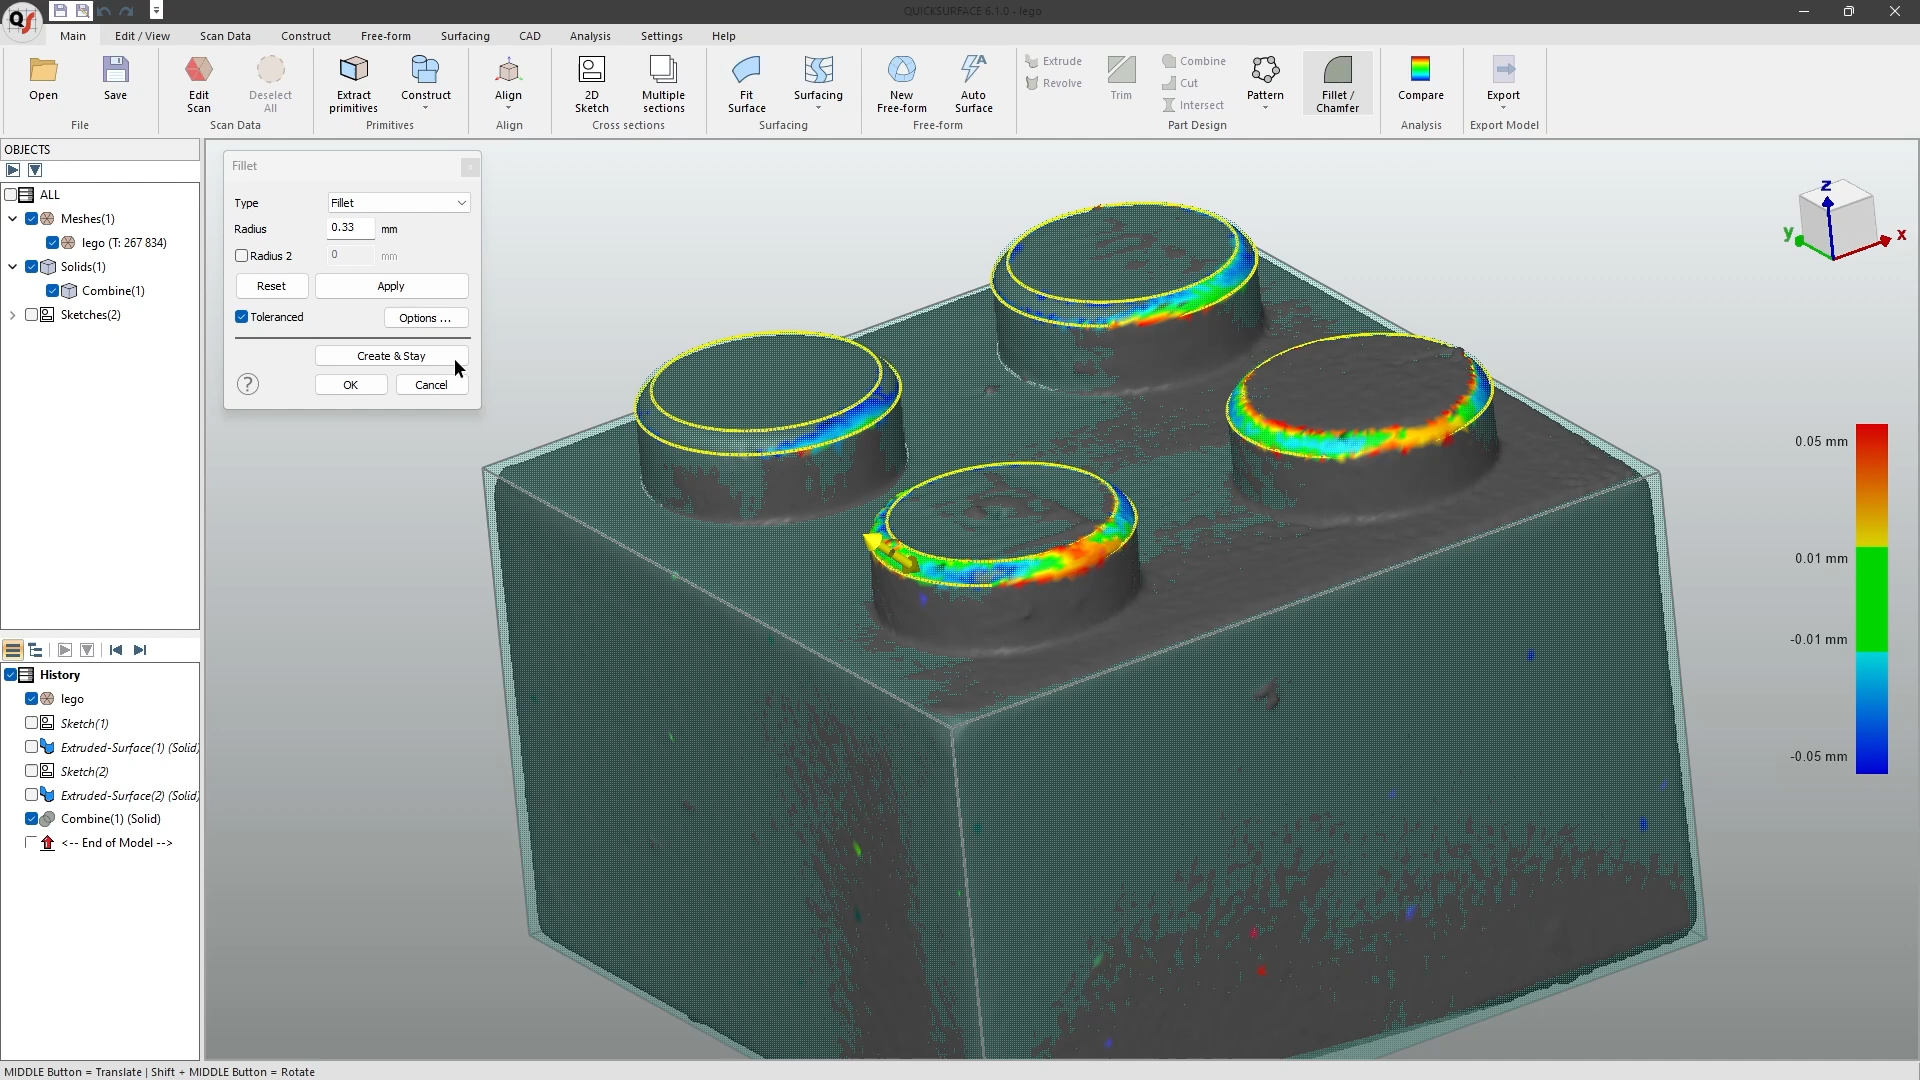 QUICKSURFACE 6.1.0 - lego
QS
Main
Edit / View
Scan Data
Construct
Free-form
Surfacing
CAD
Analysis
Settings
Help
Open
Save
File
Edit Scan
Deselect All
Scan Data
Extract primitives
Construct
Primitives
Align
Align
2D Sketch
Multiple sections
Cross sections
Fit Surface
Surfacing
Surfacing
New Free-form
Auto Surface
Free-form
Extrude
Revolve
Trim
Combine
Cut
Intersect
Pattern
Fillet / Chamfer
Part Design
Compare
Analysis
Export
Export Model
OBJECTS
ALL
Meshes(1)
lego (T: 267 834)
Solids(1)
Combine(1)
Sketches(2)
History
lego
Sketch(1)
Extruded-Surface(1) (Solid)
Sketch(2)
Extruded-Surface(2) (Solid)
Combine(1) (Solid)
<-- End of Model -->
Fillet
Type
Fillet
Radius
0.33
mm
Radius 2
0
mm
Reset
Apply
Toleranced
Options ...
Create & Stay
?
OK
Cancel
z
y
x
0.05 mm
0.01 mm
-0.01 mm
-0.05 mm
MIDDLE Button = Translate | Shift + MIDDLE Button = Rotate